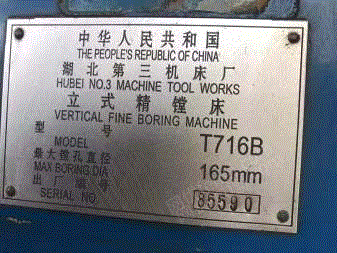 中华人民共和国
THE PEOPLE'S REPUBLIC OF CHINA
湖北第三机床厂
HUBEI NO.3 MACHINE TOOL WORKS
立式精镗床
VERTICAL FINE BORING MACHINE
型号
MODEL T716B
最大镗孔直径
MAX BORING DIA 165mm
出厂编号
SERIAL NO. 85590